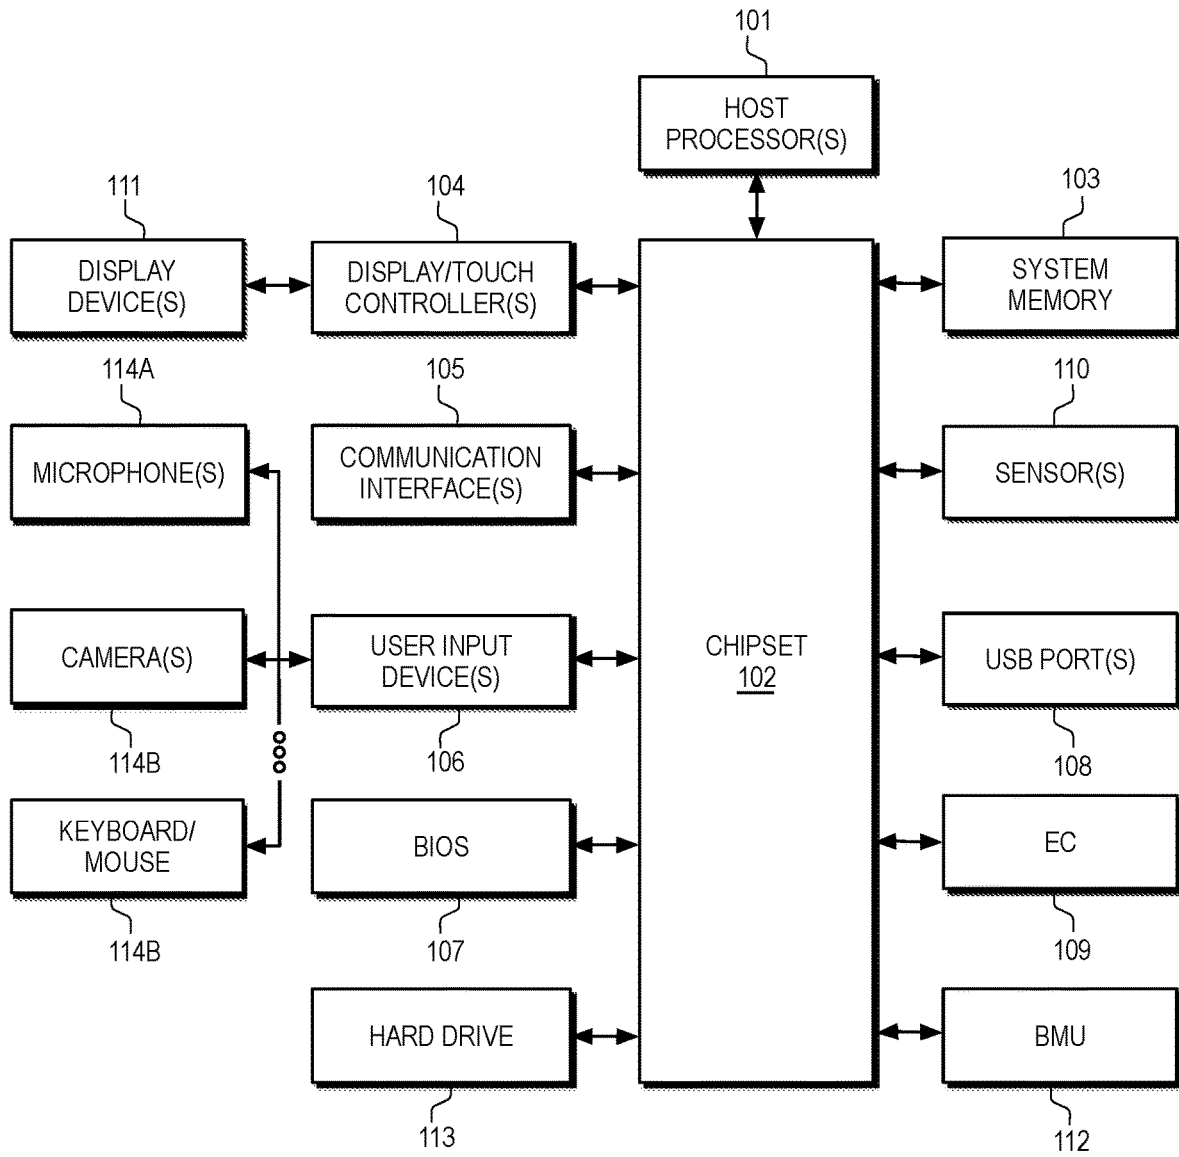 101
HOST
PROCESSOR(S)
111
104
103
DISPLAY
DEVICE(S)
DISPLAY/TOUCH
CONTROLLER(S)
SYSTEM
MEMORY
114A
105
110
MICROPHONE(S)
COMMUNICATION
INTERFACE(S)
SENSOR(S)
CAMERA(S)
USER INPUT
DEVICE(S)
CHIPSET
102
USB PORT(S)
114B
106
108
KEYBOARD/
MOUSE
BIOS
EC
114B
107
109
HARD DRIVE
BMU
113
112